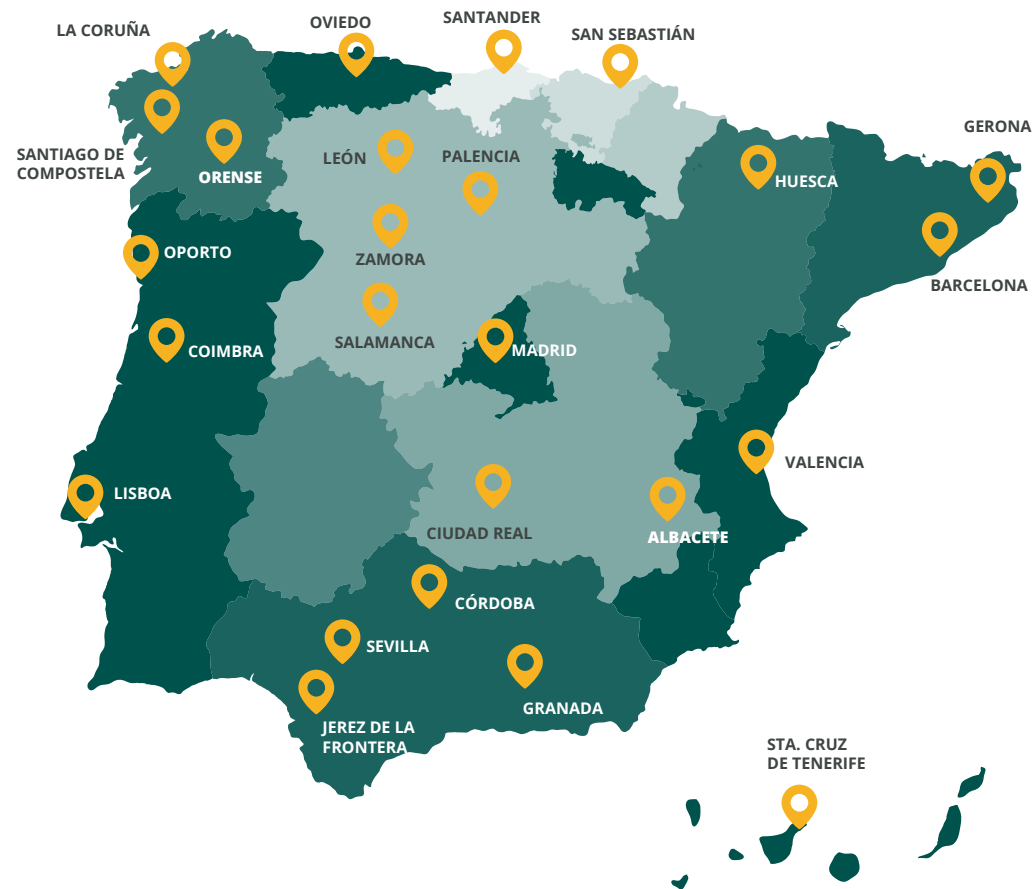 LA CORUÑA
OVIEDO
SANTANDER
SAN SEBASTIÁN
GERONA
SANTIAGO DE
COMPOSTELA
ORENSE
LEÓN
PALENCIA
HUESCA
OPORTO
ZAMORA
BARCELONA
COIMBRA
SALAMANCA
MADRID
VALENCIA
LISBOA
CIUDAD REAL
ALBACETE
CÓRDOBA
SEVILLA
GRANADA
JEREZ DE LA
FRONTERA
STA. CRUZ
DE TENERIFE